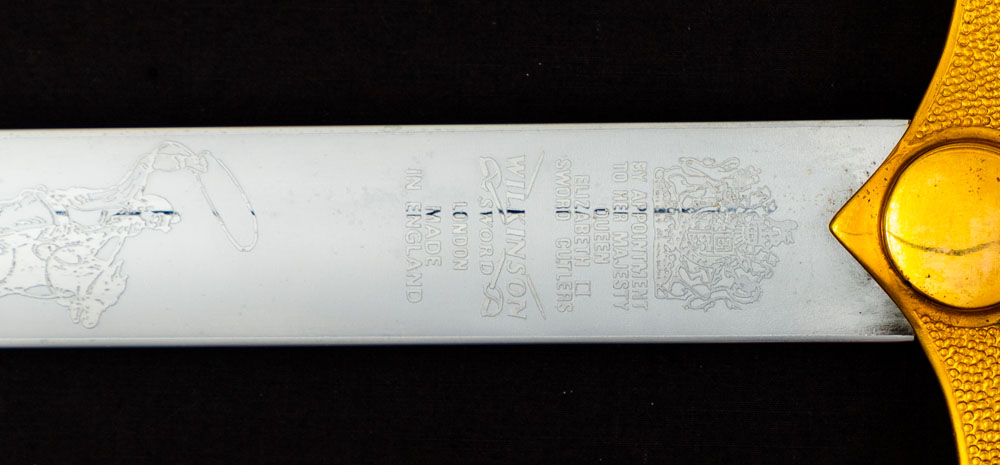 BY APPOINTMENT
TO HER MAJESTY
QUEEN
ELIZABETH II
SWORD CUTLERS
WILKINSON
SWORD
LONDON
MADE
IN ENGLAND